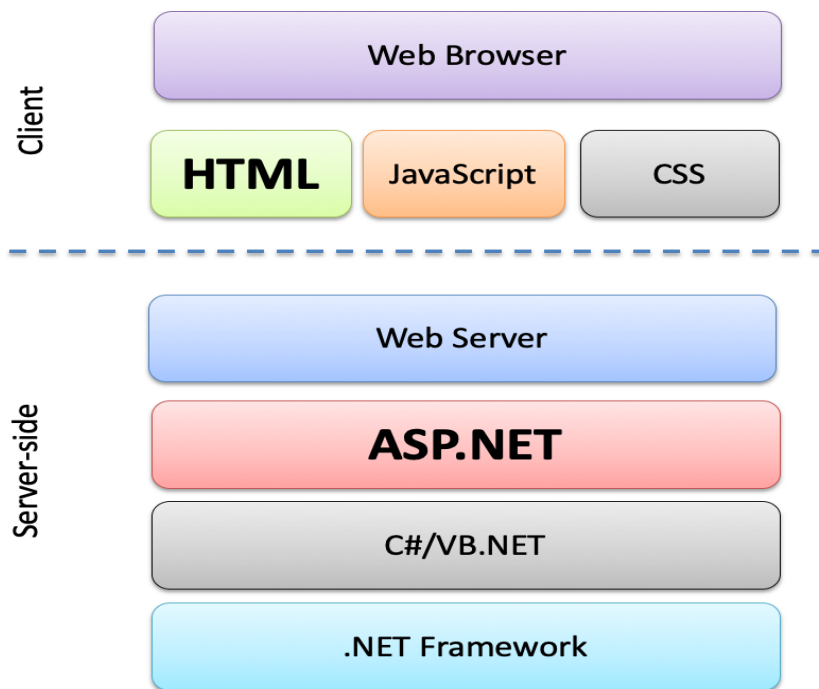 Client
Web Browser
HTML
JavaScript
CSS
Server-side
Web Server
ASP.NET
C#/VB.NET
.NET Framework